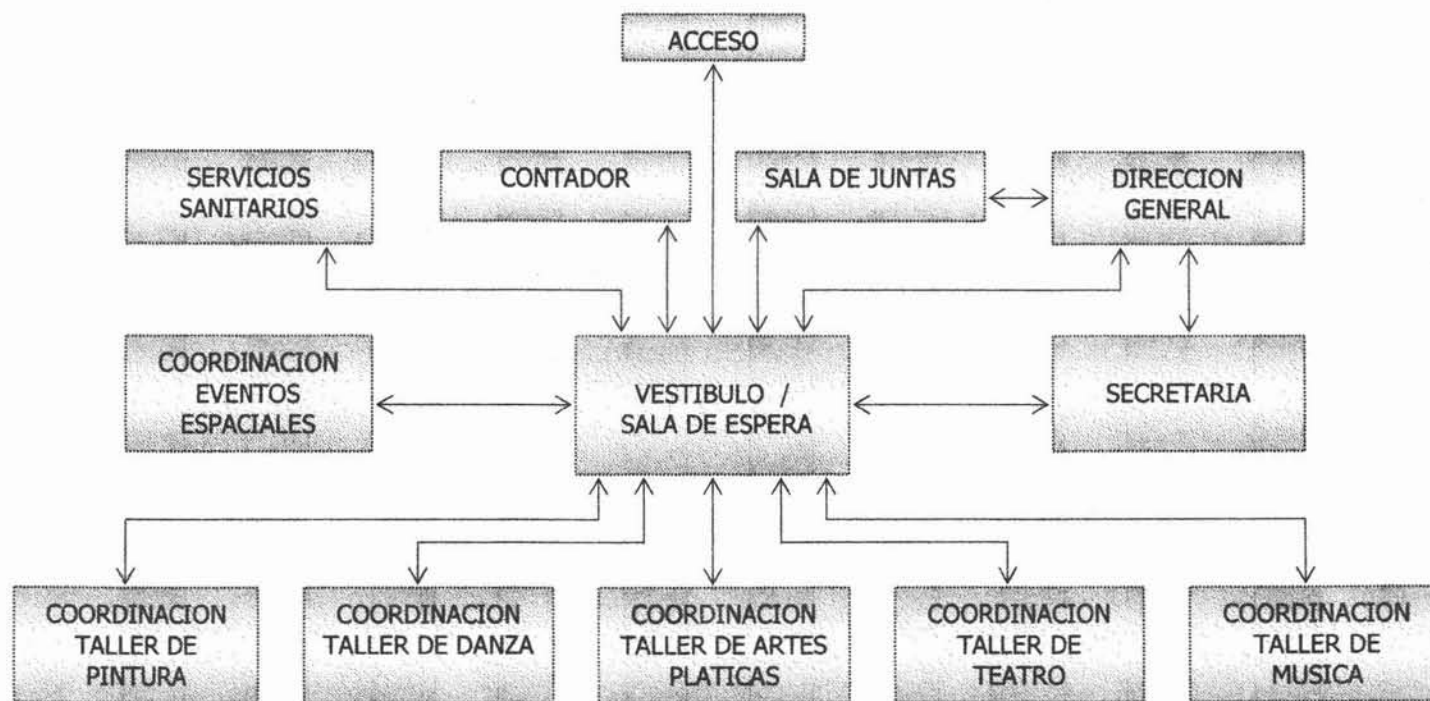 ACCESO
SERVICIOS
SANITARIOS
CONTADOR
SALA DE JUNTAS
DIRECCION
GENERAL
COORDINACION
EVENTOS
ESPACIALES
VESTIBULO /
SALA DE ESPERA
SECRETARIA
COORDINACION
TALLER DE
PINTURA
COORDINACION
TALLER DE DANZA
COORDINACION
TALLER DE ARTES
PLATICAS
COORDINACION
TALLER DE
TEATRO
COORDINACION
TALLER DE
MUSICA